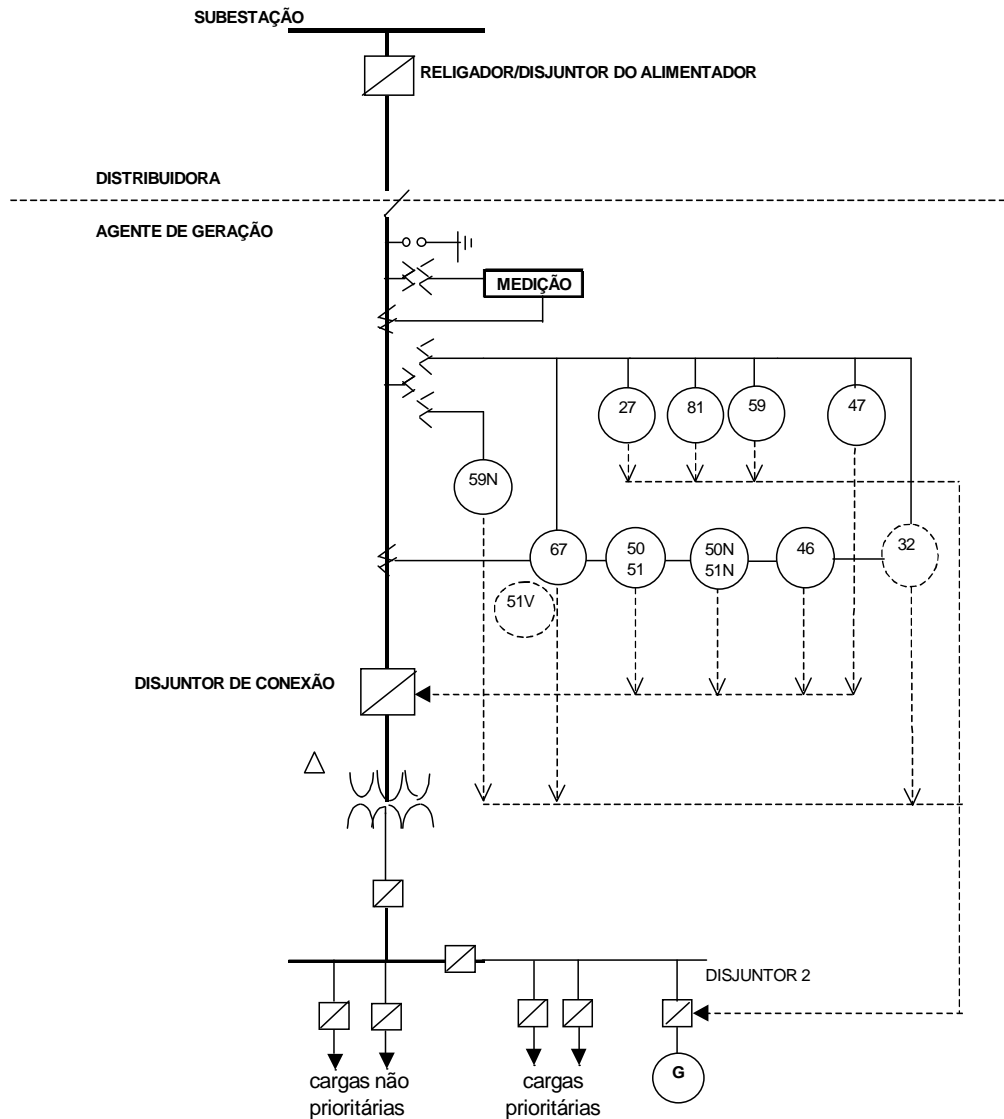 SUBESTAÇÃO
RELIGADOR/DISJUNTOR DO ALIMENTADOR
DISTRIBUIDORA
AGENTE DE GERAÇÃO
MEDIÇÃO
27
81
59
47
59N
67
50
51
50N
51N
46
32
51V
DISJUNTOR DE CONEXÃO
DISJUNTOR 2
G
cargas não
prioritárias
cargas
prioritárias